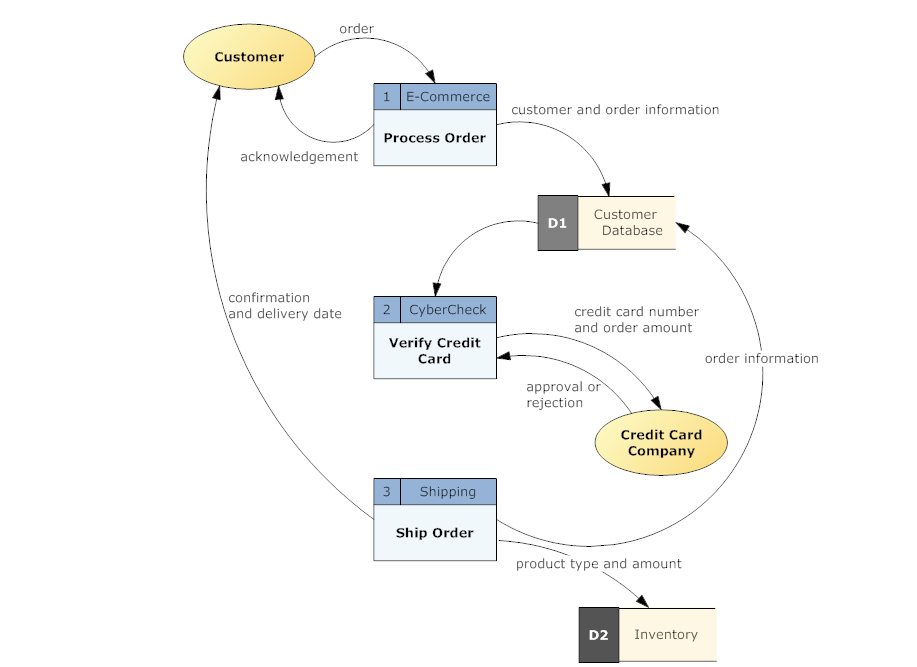 order
Customer
1 E-Commerce
Process Order
customer and order information
acknowledgement
D1
Customer
Database
2 CyberCheck
Verify Credit
Card
confirmation
and delivery date
credit card number
and order amount
order information
approval or
rejection
Credit Card
Company
3 Shipping
Ship Order
product type and amount
D2 Inventory